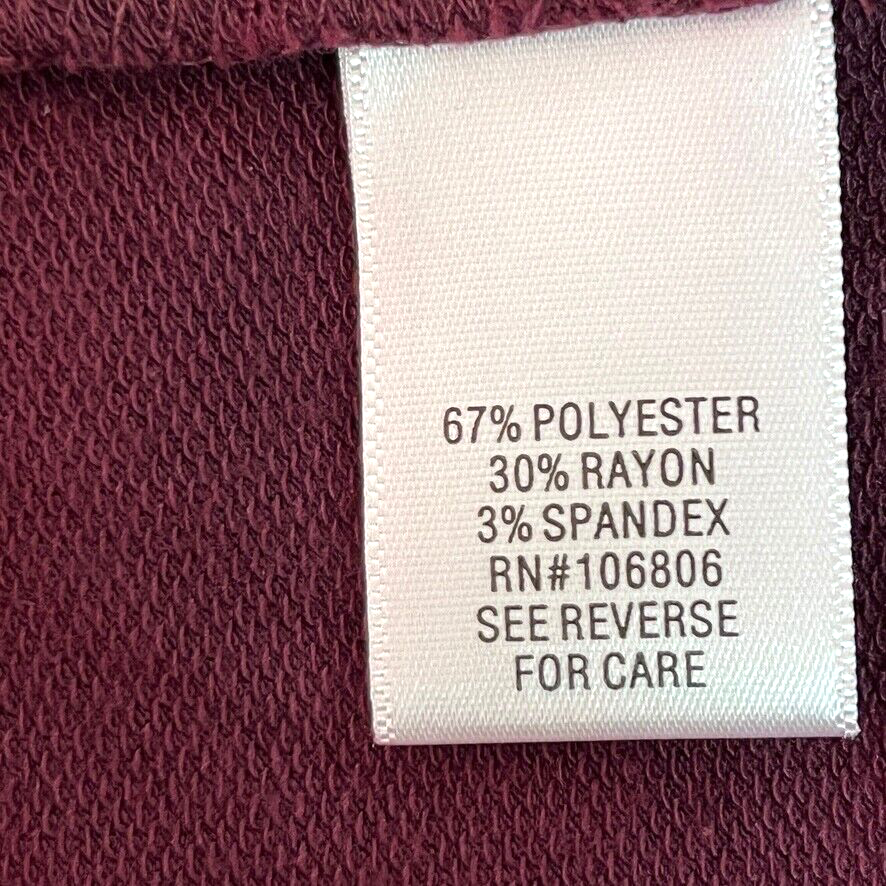 67% POLYESTER
30% RAYON
3% SPANDEX
RN#106806
SEE REVERSE
FOR CARE